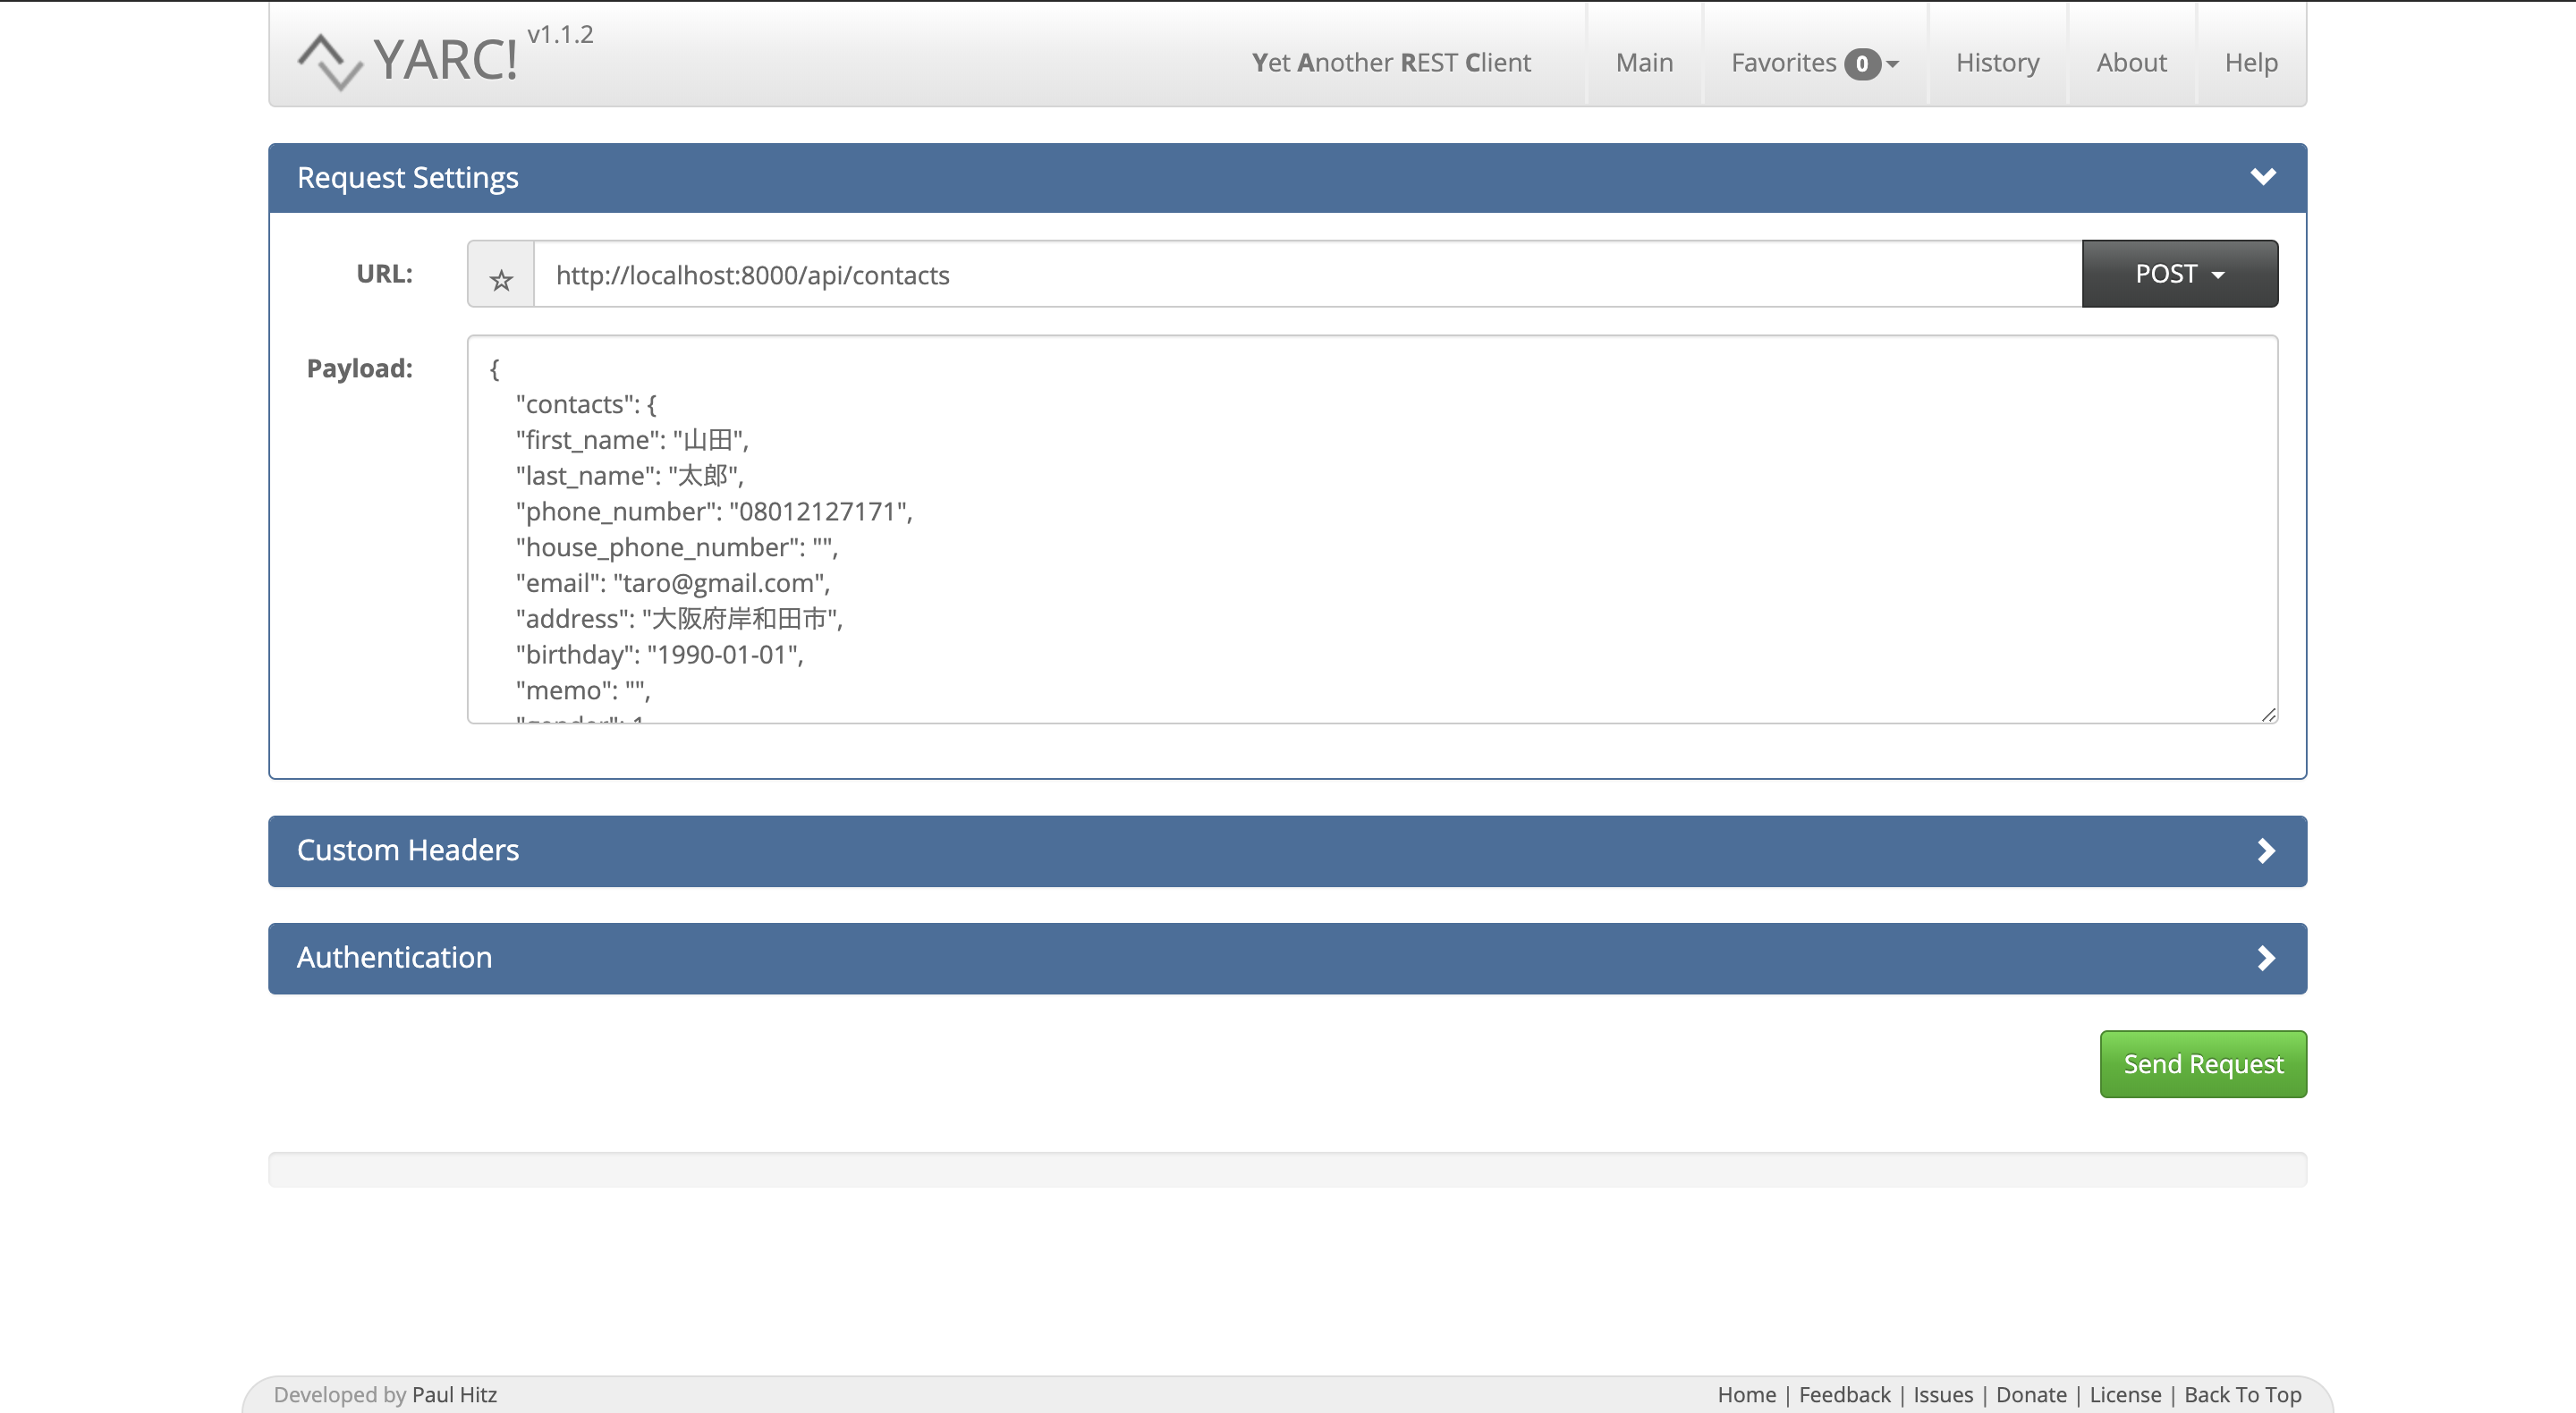 YARC! v1.1.2
Yet Another REST Client
Main
Favorites 0
History
About
Help
Request Settings
URL:
http://localhost:8000/api/contacts
POST
Payload:
{
"contacts": {
"first_name": "山田",
"last_name": "太郎",
"phone_number": "08012127171",
"house_phone_number": "",
"email": "taro@gmail.com",
"address": "大阪府岸和田市",
"birthday": "1990-01-01",
"memo": "",
"gender": 1
Custom Headers
Authentication
Send Request
Developed by Paul Hitz
Home | Feedback | Issues | Donate | License | Back To Top